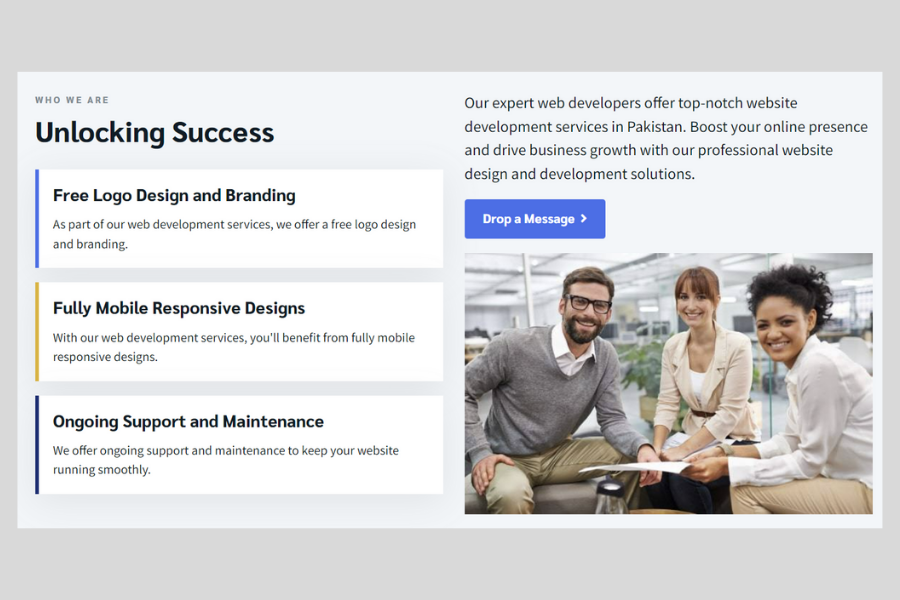 WHO WE ARE
Unlocking Success
Free Logo Design and Branding
As part of our web development services, we offer a free logo design
and branding.
Fully Mobile Responsive Designs
With our web development services, you'll benefit from fully mobile
responsive designs.
Ongoing Support and Maintenance
We offer ongoing support and maintenance to keep your website
running smoothly.
Our expert web developers offer top-notch website
development services in Pakistan. Boost your online presence
and drive business growth with our professional website
design and development solutions.
Drop a Message